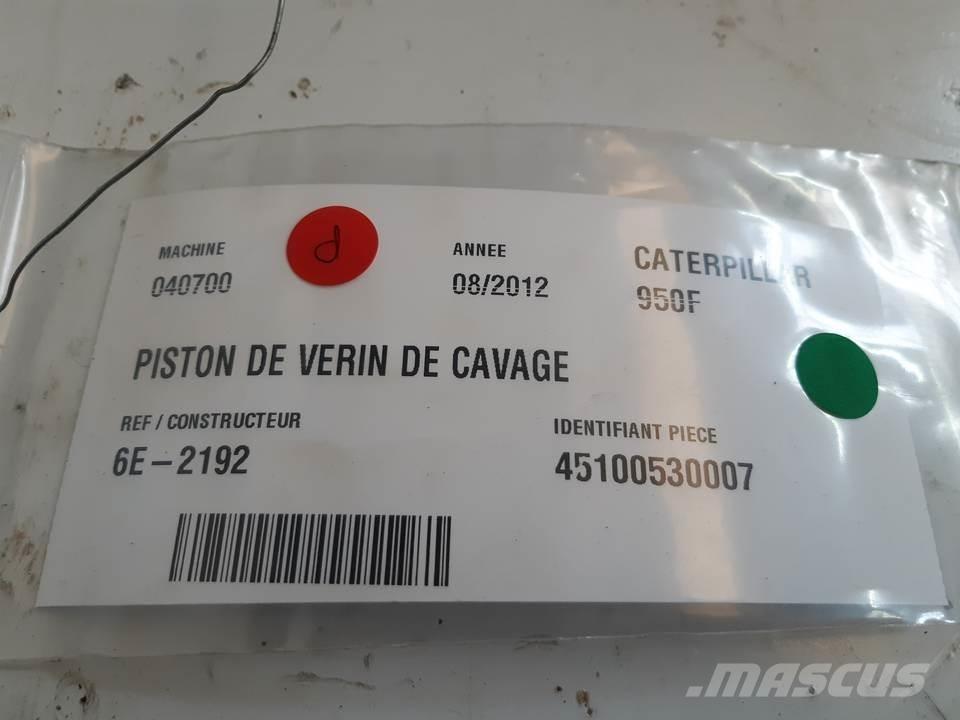 MACHINE
040700
d
ANNEE
08/2012
CATERPILLAR
950F
PISTON DE VERIN DE CAVAGE
REF / CONSTRUCTEUR
6E-2192
IDENTIFIANT PIECE
45100530007
MASCUS